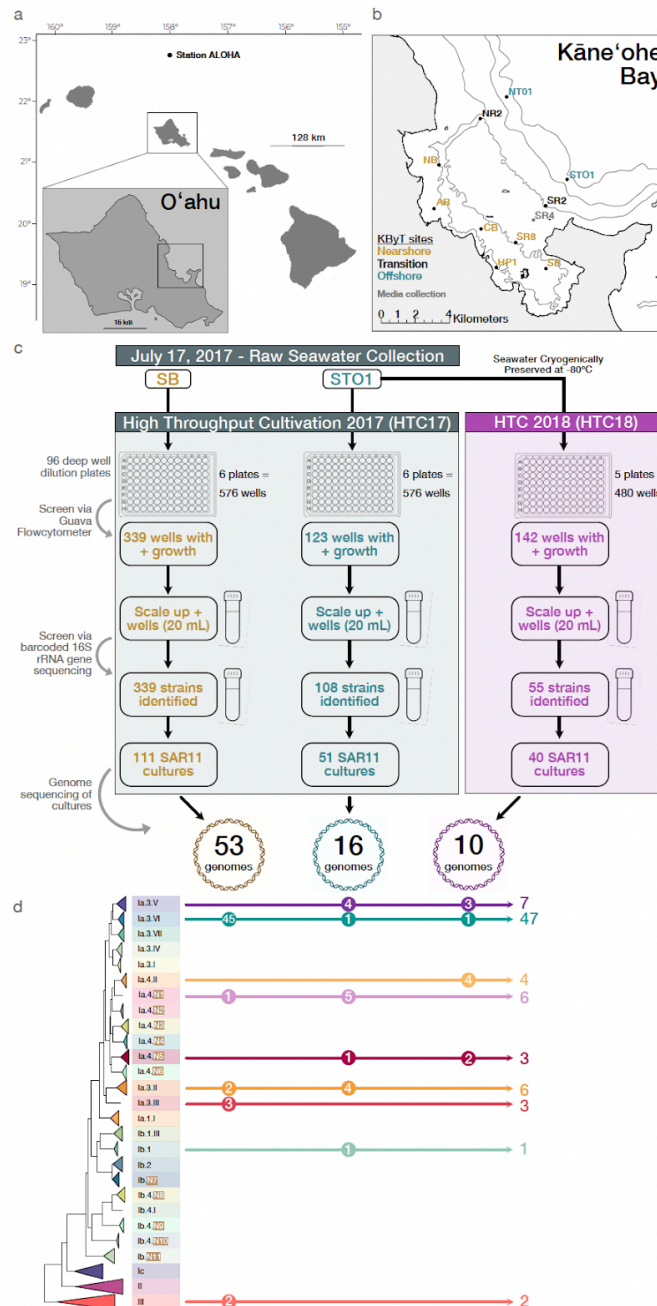 a
160° 159° 158° 157° 156° 155°
23°
Station ALOHA
22°
128 km
21°
O‘ahu
20°
19°
16 km
b
Kāne‘ohe
Bay
NT01
NR2
NB
STO1
AR
SR2
SR4
CB
SR8
HP1
SB
KByT sites
Nearshore
Transition
Offshore
Media collection
0 1 2 4
Kilometers
c
July 17, 2017 - Raw Seawater Collection
SB
STO1
Seawater Cryogenically
Preserved at -80°C
High Throughput Cultivation 2017 (HTC17)
HTC 2018 (HTC18)
96 deep well
dilution plates
6 plates =
576 wells
6 plates =
576 wells
5 plates
480 wells
Screen via
Guava
Flowcytometer
339 wells with
+ growth
123 wells with
+ growth
142 wells with
+ growth
Scale up +
wells (20 mL)
Scale up +
wells (20 mL)
Scale up +
wells (20 mL)
Screen via
barcoded 16S
rRNA gene
sequencing
339 strains
identified
108 strains
identified
55 strains
identified
111 SAR11
cultures
51 SAR11
cultures
40 SAR11
cultures
Genome
sequencing of
cultures
53
genomes
16
genomes
10
genomes
d
Ia.3.V 4 3 7
Ia.3.VI 45 1 1 47
Ia.3.VII
Ia.3.IV
Ia.3.I
Ia.4.II 4 4
Ia.4.N1 1 5 6
Ia.4.N2
Ia.4.N3
Ia.4.N4
Ia.4.N5 1 2 3
Ia.4.N6
Ia.3.II 2 4 6
Ia.3.III 3 3
Ia.1.I
Ib.1.III
Ib.1 1 1
Ib.2
Ib.N7
Ib.4.N8
Ib.4.I
Ib.4.N9
Ib.4.N10
Ib.N11
Ic
II
III 2 2